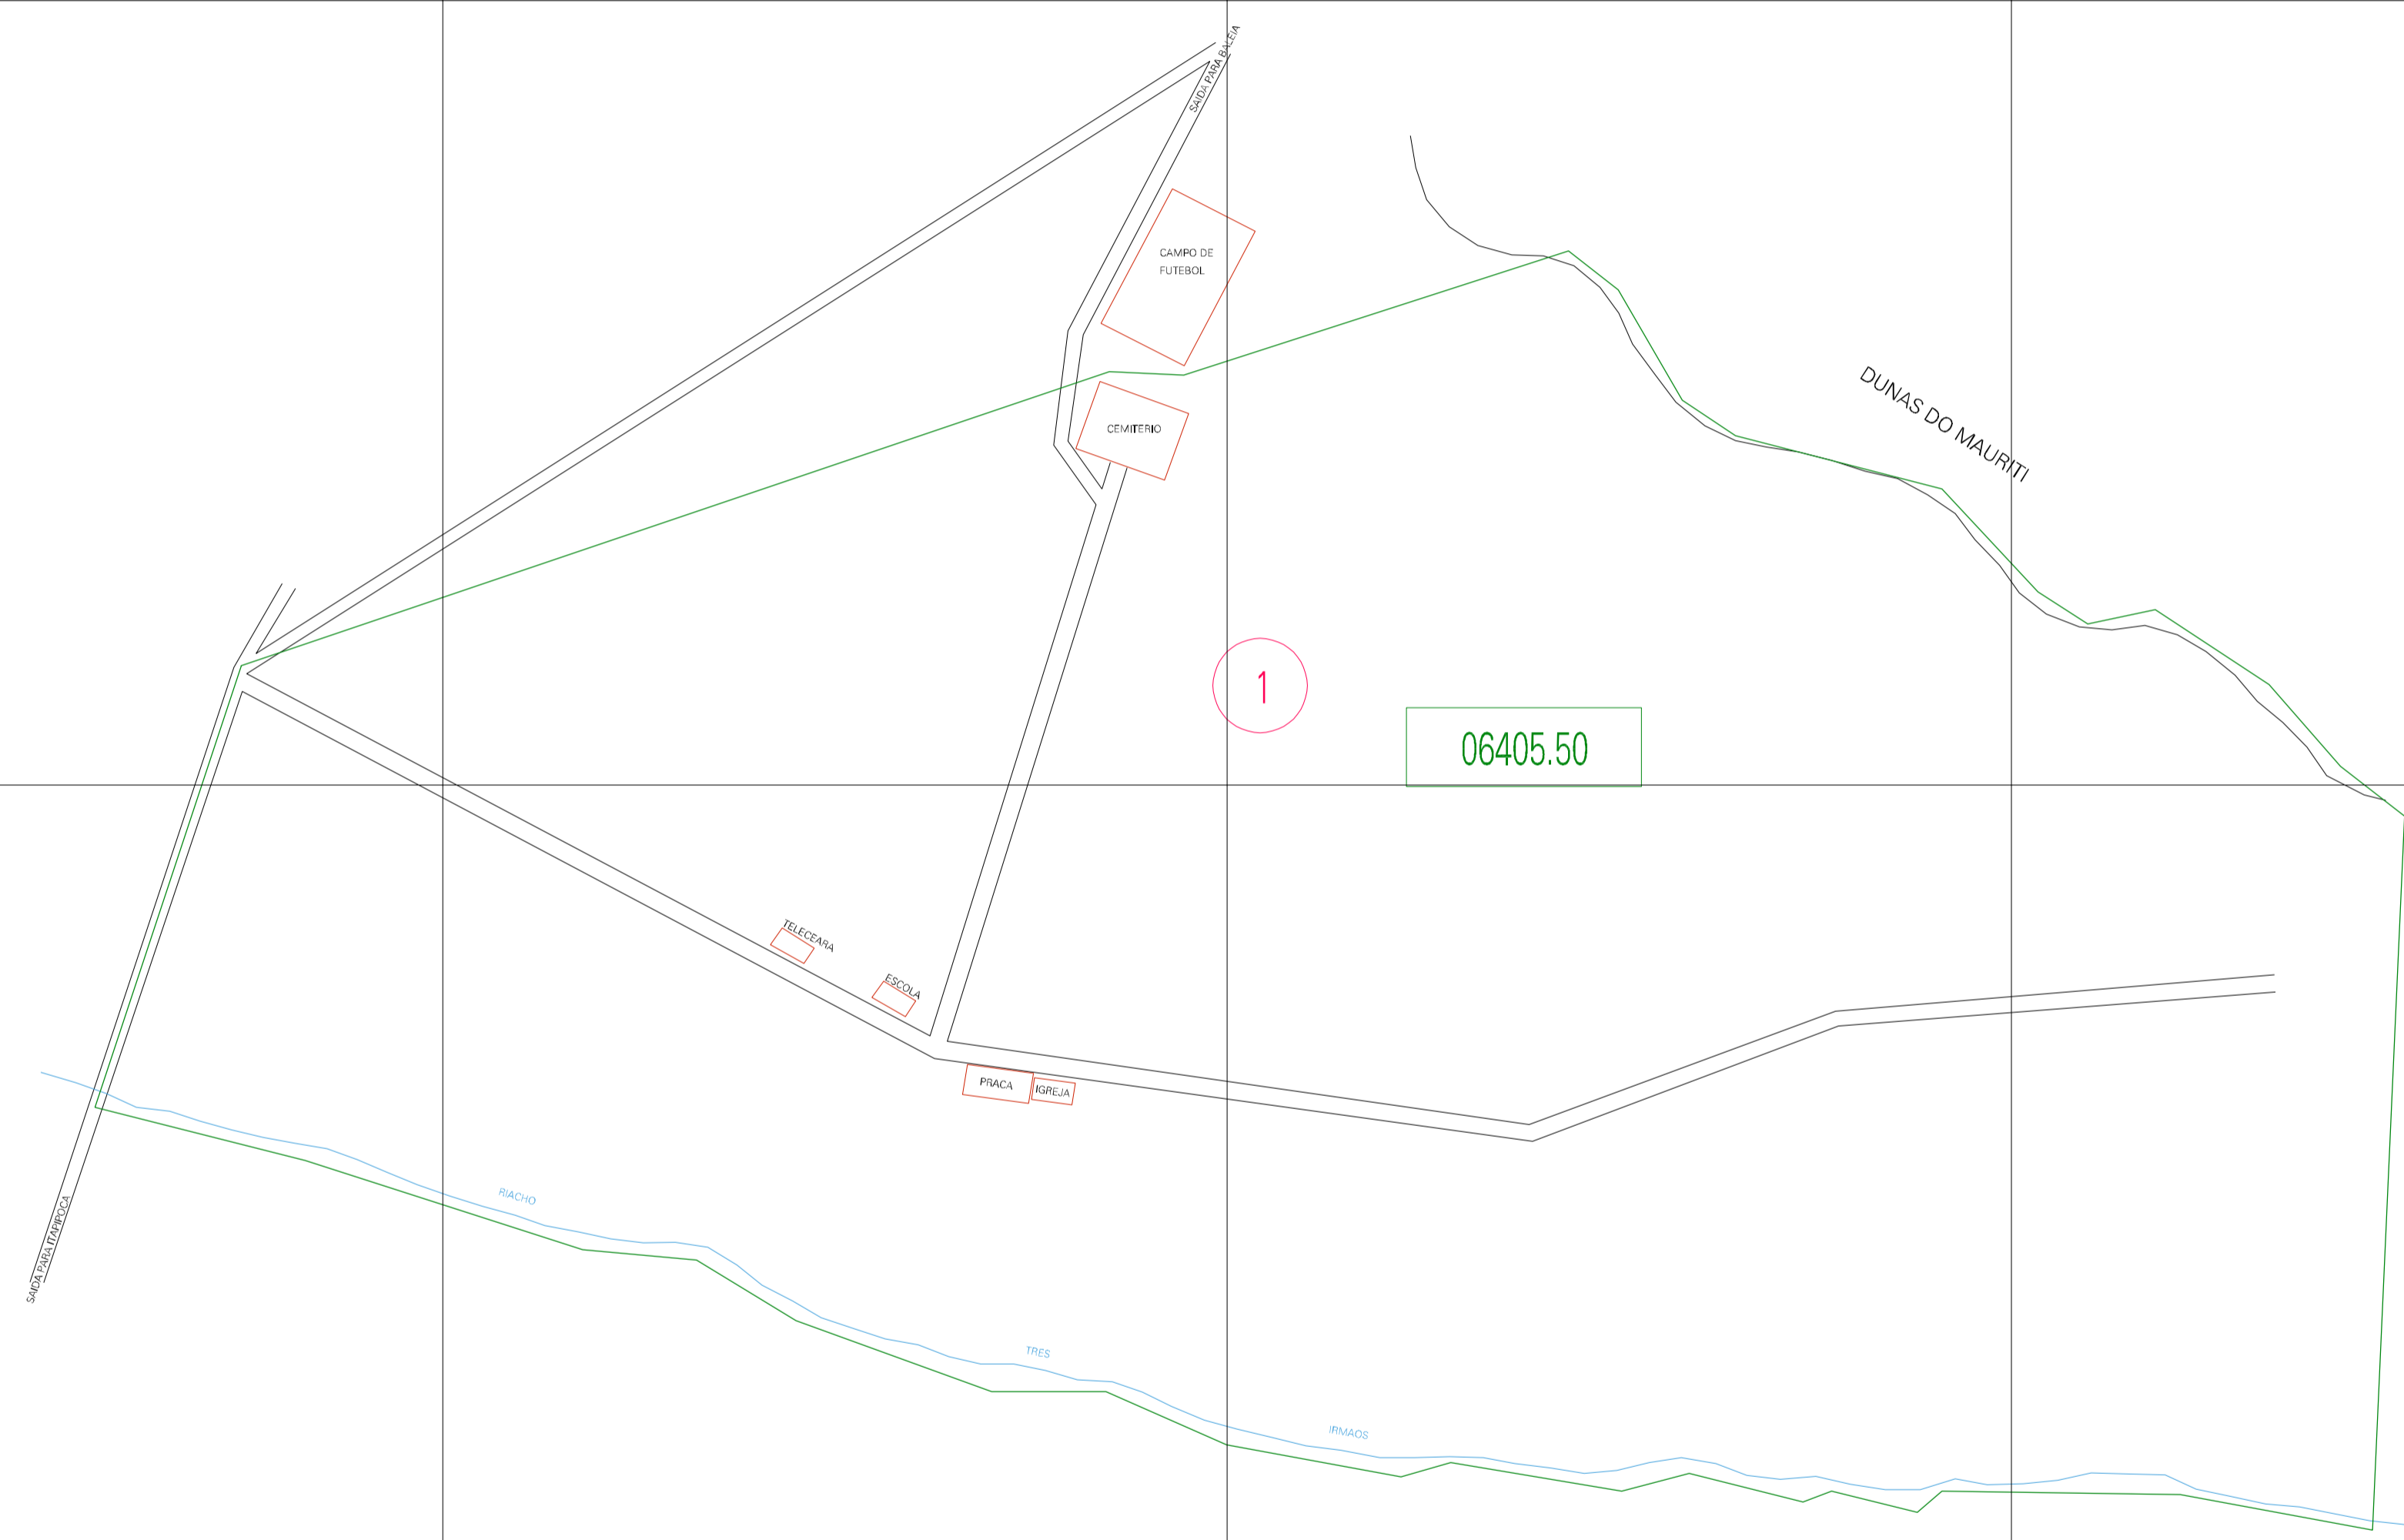 SAIDA PARA BALEIA
CAMPO DE
FUTEBOL
DUNAS DO MAURITI
CEMITERIO
1
06405.50
TELECEARA
ESCOLA
PRACA
IGREJA
SAIDA PARA ITAPIPOCA
RIACHO
TRES
IRMAOS